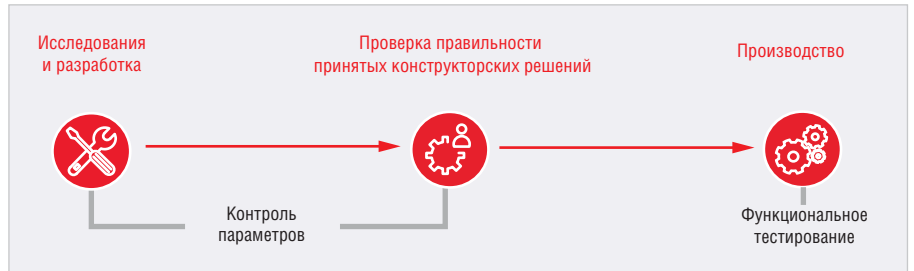 Исследования
и разработка
Проверка правильности
принятых конструкторских решений
Производство
Контроль
параметров
Функциональное
тестирование